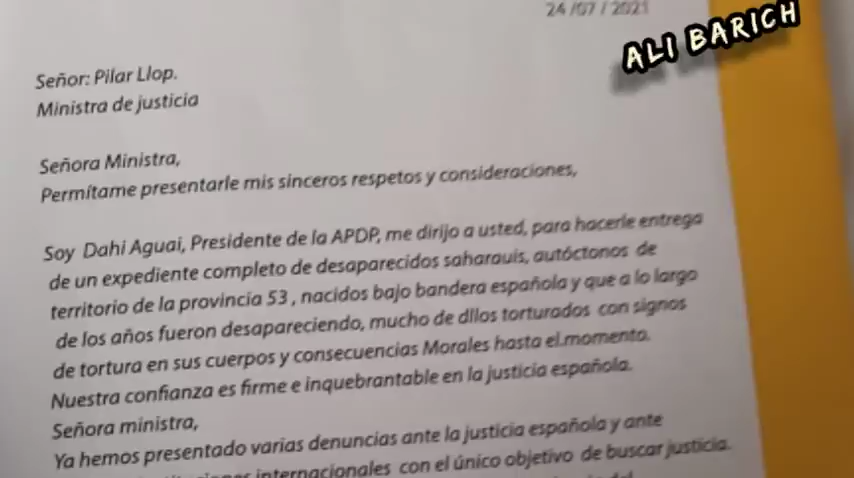 24/07/2021
ALI BARICH
Señor: Pilar Llop.
Ministra de justicia
Señora Ministra,
Permítame presentarle mis sinceros respetos y consideraciones,
Soy Dahi Aguai, Presidente de la APDP, me dirijo a usted, para hacerle entrega
de un expediente completo de desaparecidos saharauis, autóctonos de
territorio de la provincia 53 , nacidos bajo bandera española y que a lo largo
de los años fueron desapareciendo, mucho de dllos torturados con signos
de tortura en sus cuerpos y consecuencias Morales hasta el.momento.
Nuestra confianza es firme e inquebrantable en la justicia española.
Señora ministra,
Ya hemos presentado varias denuncias ante la justicia española y ante
internacionales con el único objetivo de buscar justicia.